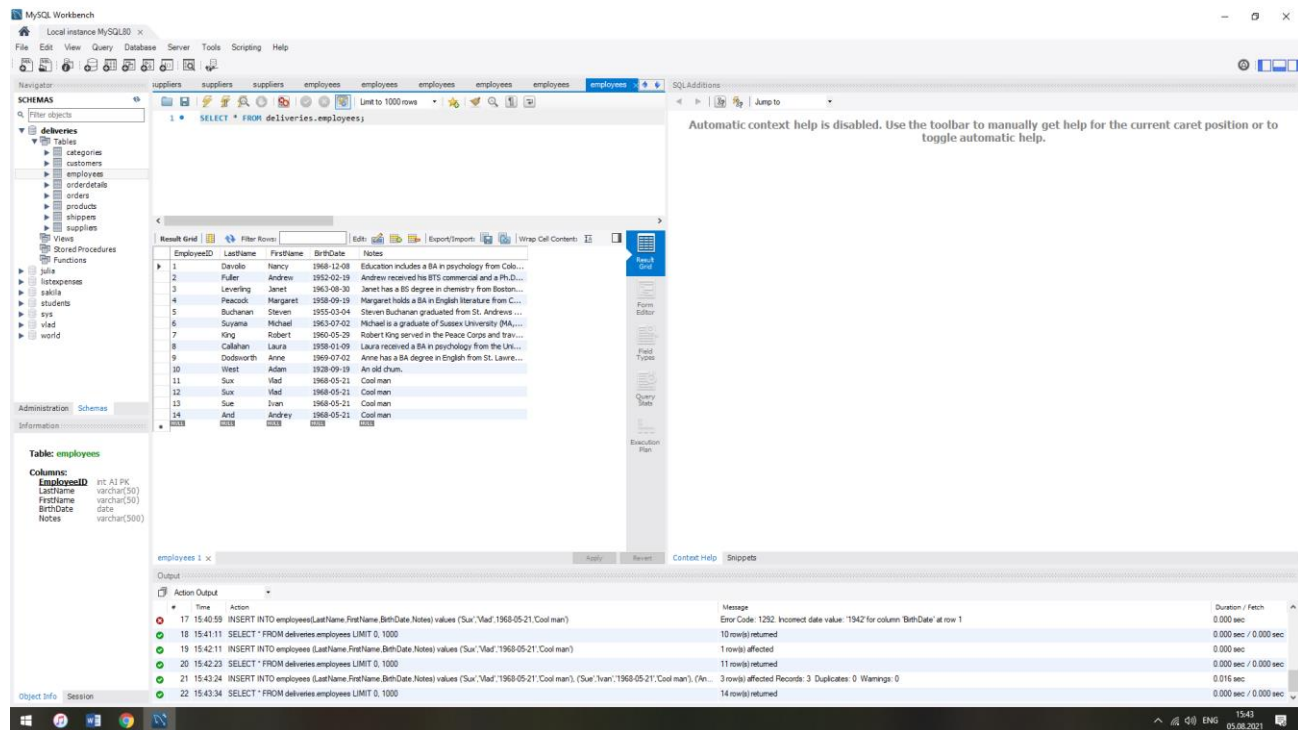 MySQL Workbench
Local instance MySQL80 ×
File Edit View Query Database Server Tools Scripting Help
Navigator
SCHEMAS
Filter objects
deliveries
Tables
categories
customers
employees
orderdetails
orders
products
shippers
suppliers
Views
Stored Procedures
Functions
julia
listexpenses
sakila
students
sys
vlad
world
Administration Schemas
Information
Table: employees
Columns:
EmployeeID int AI PK
LastName varchar(50)
FirstName varchar(50)
BirthDate date
Notes varchar(500)
Object Info Session
uppliers suppliers suppliers employees employees employees employees employees employees
Limit to 1000 rows
1 SELECT * FROM deliveries.employees;
Result Grid Filter Rows: Edit: Export/Import: Wrap Cell Content:
EmployeeID LastName FirstName BirthDate Notes
1 Davolio Nancy 1968-12-08 Education includes a BA in psychology from Colo...
2 Fuller Andrew 1952-02-19 Andrew received his BTS commercial and a Ph.D....
3 Leverling Janet 1963-08-30 Janet has a BS degree in chemistry from Boston...
4 Peacock Margaret 1958-09-19 Margaret holds a BA in English literature from C...
5 Buchanan Steven 1955-03-04 Steven Buchanan graduated from St. Andrews ...
6 Suyama Michael 1963-07-02 Michael is a graduate of Sussex University (MA,...
7 King Robert 1960-05-29 Robert King served in the Peace Corps and trav...
8 Callahan Laura 1958-01-09 Laura received a BA in psychology from the Uni...
9 Dodsworth Anne 1969-07-02 Anne has a BA degree in English from St. Lawre...
10 West Adam 1928-09-19 An old chum.
11 Sux Vlad 1968-05-21 Cool man
12 Sux Vlad 1968-05-21 Cool man
13 Sue Ivan 1968-05-21 Cool man
14 And Andrey 1968-05-21 Cool man
NULL NULL NULL NULL NULL
Result Grid
Form Editor
Field Types
Query Stats
Execution Plan
employees 1 ×
Apply Revert
SQLAdditions
Jump to
Automatic context help is disabled. Use the toolbar to manually get help for the current caret position or to
toggle automatic help.
Context Help Snippets
Output
Action Output
# Time Action Message Duration / Fetch
17 15:40:59 INSERT INTO employees(LastName,FirstName,BirthDate,Notes) values ('Sux','Vlad',1968-05-21,'Cool man') Error Code: 1292. Incorrect date value: '1942' for column 'BirthDate' at row 1 0.000 sec
18 15:41:11 SELECT * FROM deliveries.employees LIMIT 0, 1000 10 row(s) returned 0.000 sec / 0.000 sec
19 15:42:11 INSERT INTO employees (LastName,FirstName,BirthDate,Notes) values ('Sux','Vlad','1968-05-21','Cool man') 1 row(s) affected 0.000 sec
20 15:42:23 SELECT * FROM deliveries.employees LIMIT 0, 1000 11 row(s) returned 0.000 sec / 0.000 sec
21 15:43:24 INSERT INTO employees (LastName,FirstName,BirthDate,Notes) values ('Sux','Vlad','1968-05-21','Cool man'), ('Sue','Ivan','1968-05-21','Cool man'), ('An... 3 row(s) affected Records: 3 Duplicates: 0 Warnings: 0 0.016 sec
22 15:43:34 SELECT * FROM deliveries.employees LIMIT 0, 1000 14 row(s) returned 0.000 sec / 0.000 sec
ENG 15:43
05.08.2021